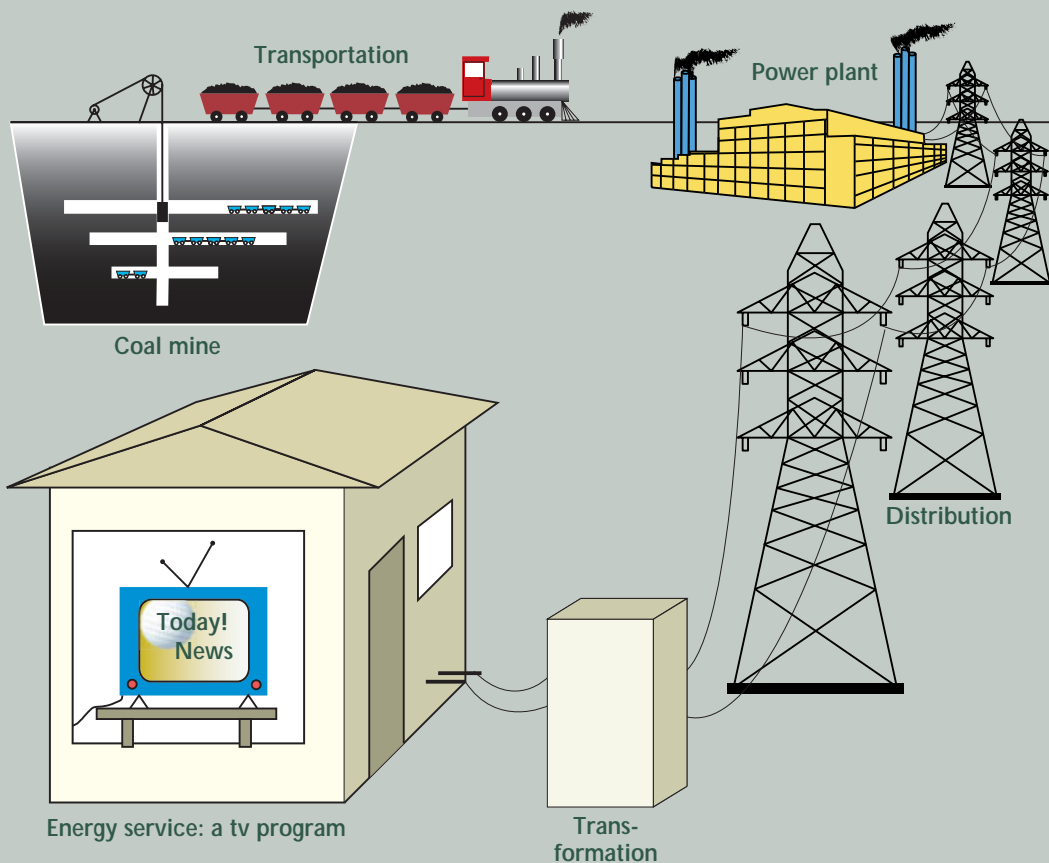 Transportation
Power plant
Coal mine
Distribution
Today!
News
Energy service: a tv program
Trans-
formation